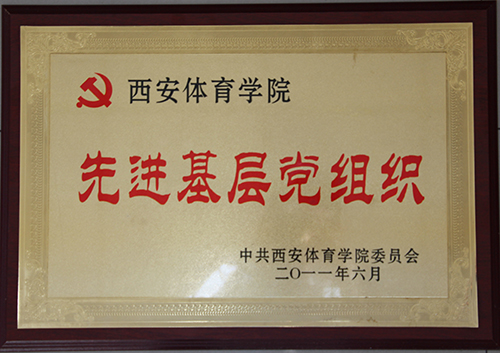 西安体育学院
先进基层党组织
中共西安体育学院委员会
二〇一一年六月